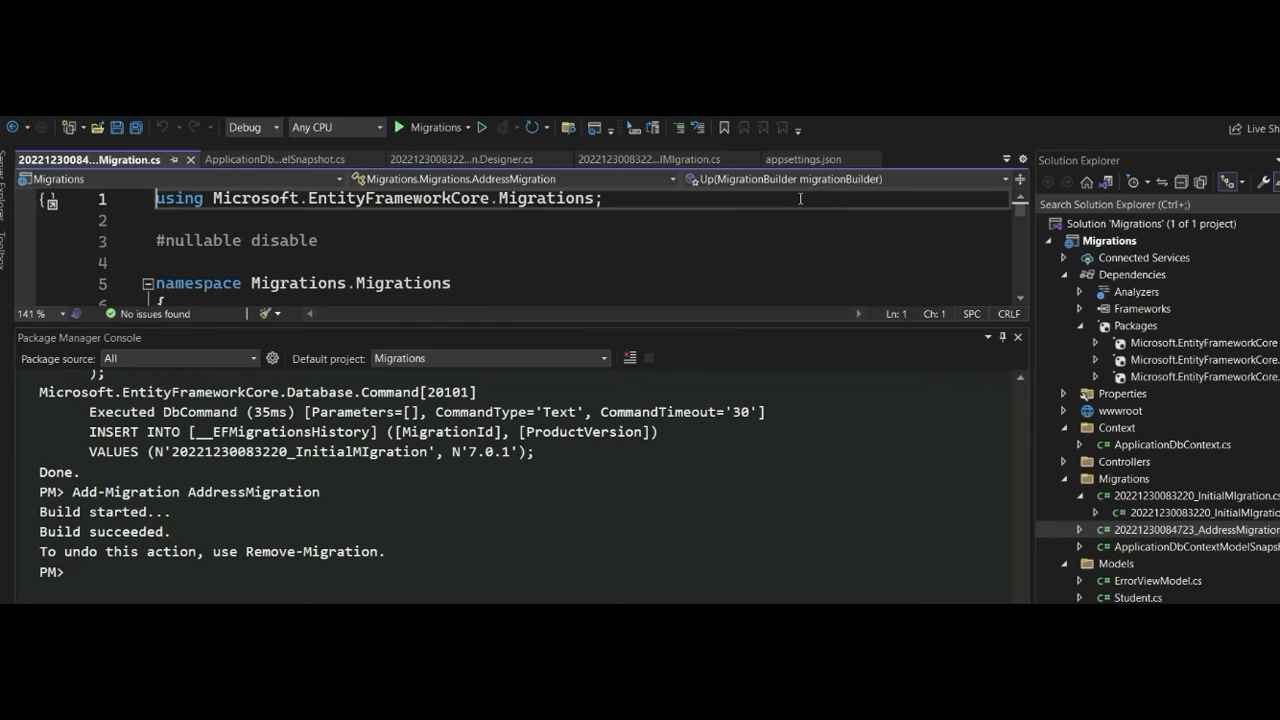 Debug
Any CPU
Migrations
Live Sh
20221230084...Migration.cs
ApplicationDb...elSnapshot.cs
2022123008322...n.Designer.cs
2022123008322...IMIgration.cs
appsettings.json
Migrations
Migrations.Migrations.AddressMigration
Up(MigrationBuilder migrationBuilder)
1 using Microsoft.EntityFrameworkCore.Migrations;
2
3 #nullable disable
4
5 namespace Migrations.Migrations
6 {
141 %
No issues found
Ln: 1 Ch: 1 SPC CRLF
Package Manager Console
Package source: All
Default project: Migrations
);
Microsoft.EntityFrameworkCore.Database.Command[20101]
Executed DbCommand (35ms) [Parameters=[], CommandType='Text', CommandTimeout='30']
INSERT INTO [__EFMigrationsHistory] ([MigrationId], [ProductVersion])
VALUES (N'20221230083220_InitialMIgration', N'7.0.1');
Done.
PM> Add-Migration AddressMigration
Build started...
Build succeeded.
To undo this action, use Remove-Migration.
PM>
Solution Explorer
Search Solution Explorer (Ctrl+;)
Solution 'Migrations' (1 of 1 project)
Migrations
Connected Services
Dependencies
Analyzers
Frameworks
Packages
Microsoft.EntityFrameworkCore
Microsoft.EntityFrameworkCore.
Microsoft.EntityFrameworkCore.
Properties
wwwroot
Context
C# ApplicationDbContext.cs
Controllers
Migrations
C# 20221230083220_InitialMIgration.cs
C# 20221230083220_InitialMIgratio
C# 20221230084723_AddressMigration
C# ApplicationDbContextModelSnaps
Models
C# ErrorViewModel.cs
C# Student.cs